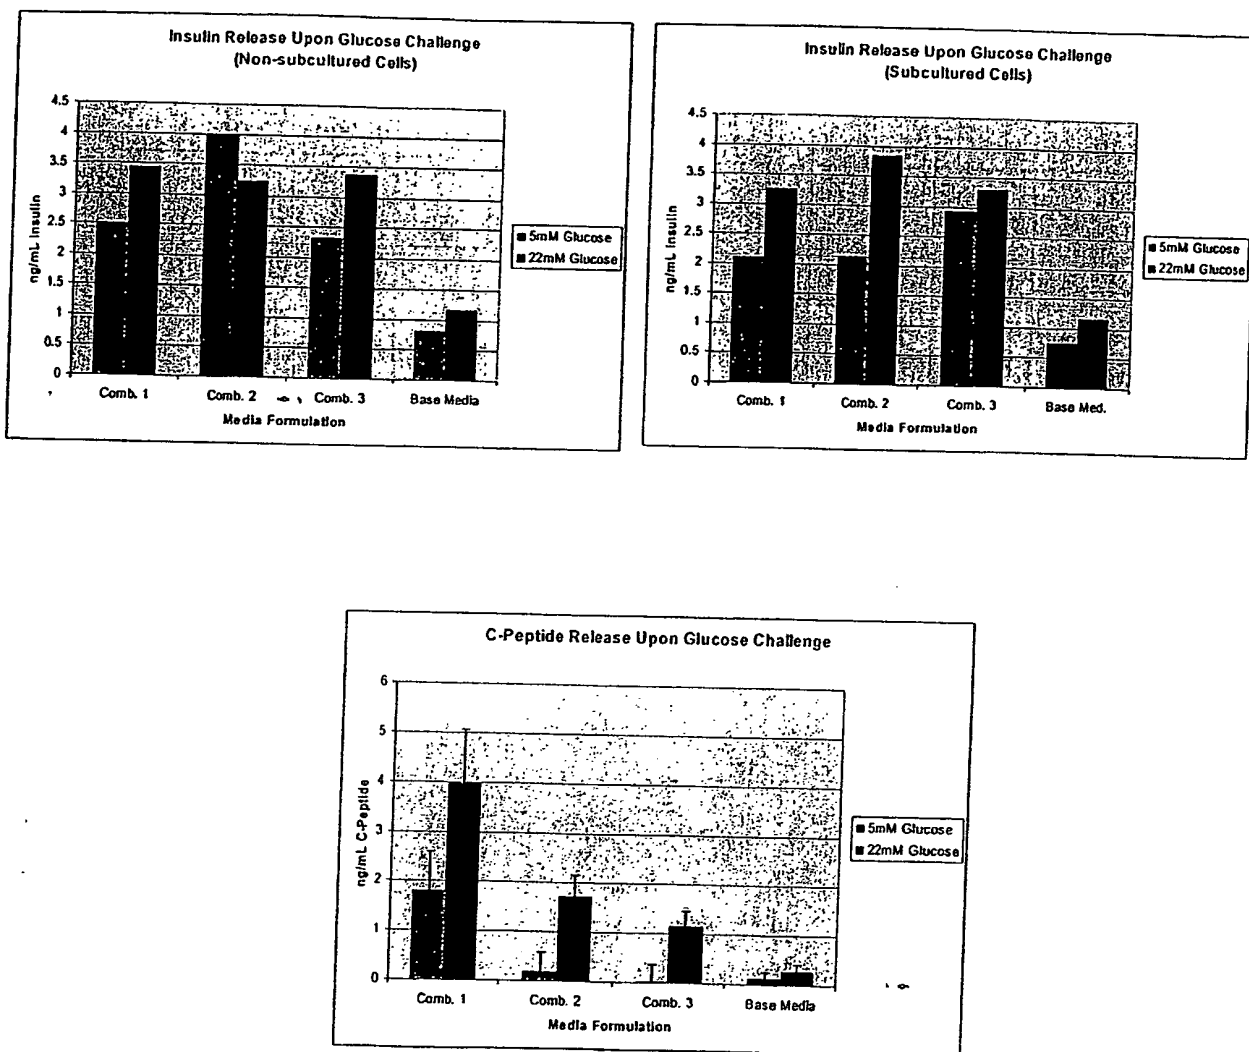 Insulin Release Upon Glucose Challenge
(Non-subcultured Cells)
4.5
4
3.5
3
2.5
2
1.5
1
0.5
0
ng/mL Insulin
Comb. 1
Comb. 2
Comb. 3
Base Media
Media Formulation
5mM Glucose
22mM Glucose
Insulin Release Upon Glucose Challenge
(Subcultured Cells)
4.5
4
3.5
3
2.5
2
1.5
1
0.5
0
ng/mL Insulin
Comb. 1
Comb. 2
Comb. 3
Base Med.
Media Formulation
5mM Glucose
22mM Glucose
C-Peptide Release Upon Glucose Challenge
6
5
4
3
2
1
0
ng/mL C-Peptide
Comb. 1
Comb. 2
Comb. 3
Base Media
Media Formulation
5mM Glucose
22mM Glucose